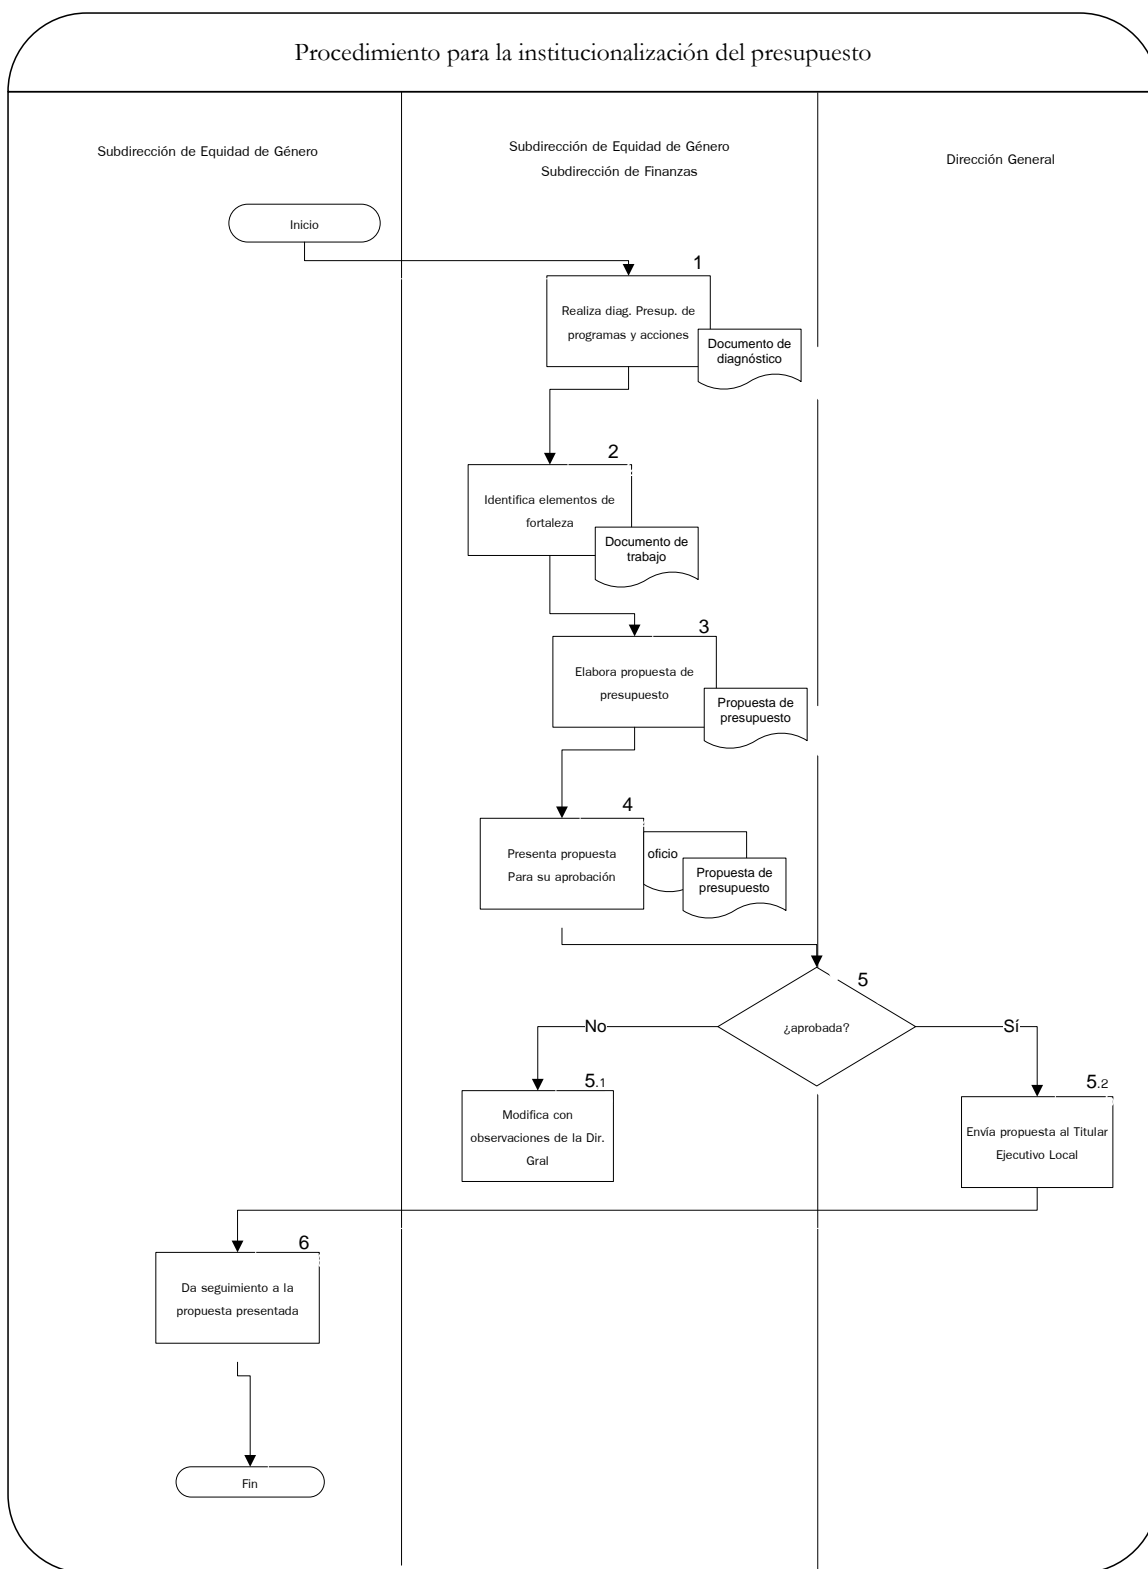 Procedimiento para la institucionalización del presupuesto
Subdirección de Equidad de Género
Subdirección de Equidad de Género
Subdirección de Finanzas
Dirección General
Inicio
1
Realiza diag. Presup. de
programas y acciones
Documento de
diagnóstico
2
Identifica elementos de
fortaleza
Documento de
trabajo
3
Elabora propuesta de
presupuesto
Propuesta de
presupuesto
4
Presenta propuesta
Para su aprobación
oficio
Propuesta de
presupuesto
5
¿aprobada?
No
Sí
5.1
Modifica con
observaciones de la Dir.
Gral
5.2
Envía propuesta al Titular
Ejecutivo Local
6
Da seguimiento a la
propuesta presentada
Fin